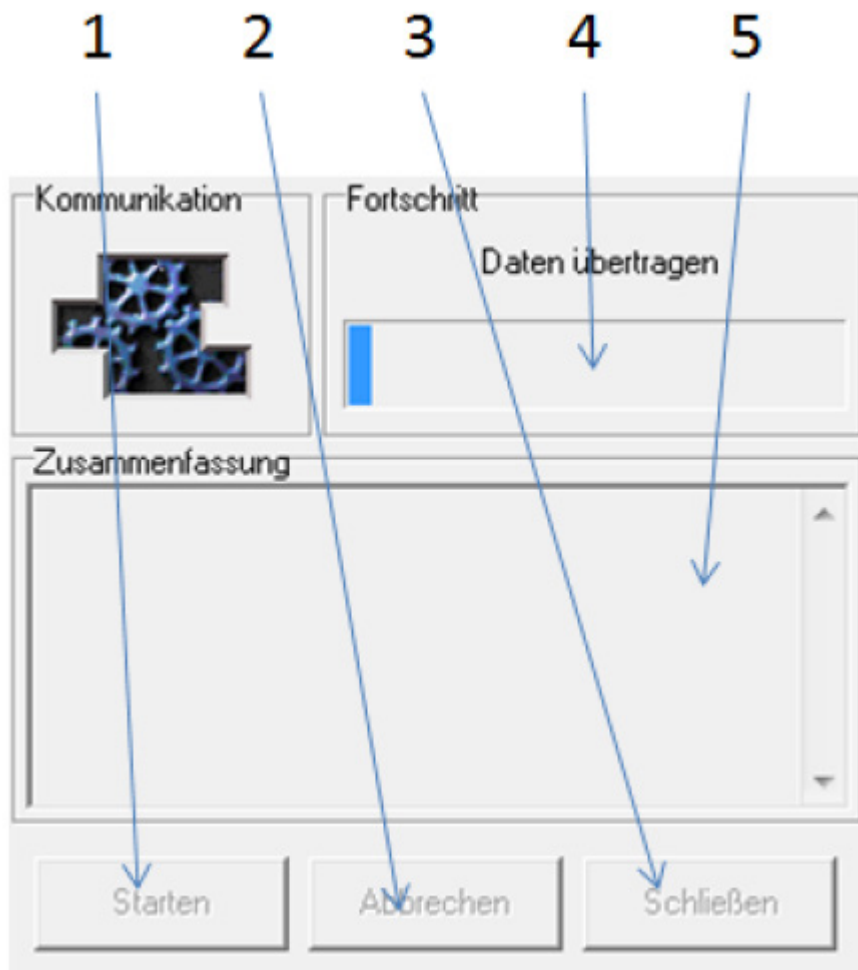 1 2 3 4 5
Kommunikation Fortschritt
Daten übertragen
Zusammenfassung
Starten Abbrechen Schließen